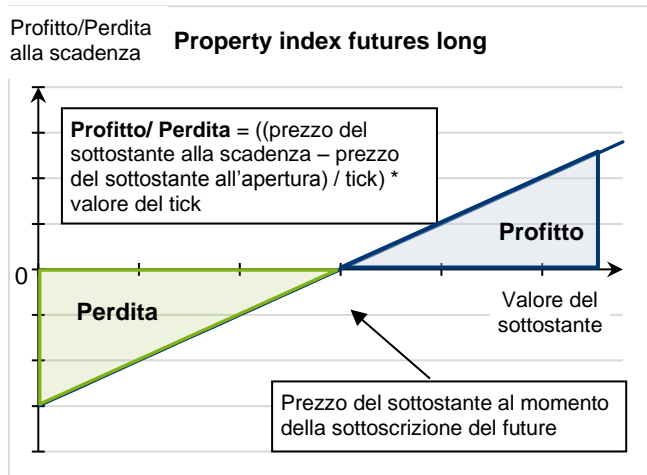 Profitto/Perdita
alla scadenza
Property index futures long
Profitto/ Perdita = ((prezzo del
sottostante alla scadenza – prezzo
del sottostante all'apertura) / tick) *
valore del tick
Profitto
0
Perdita
Valore del
sottostante
Prezzo del sottostante al momento
della sottoscrizione del future